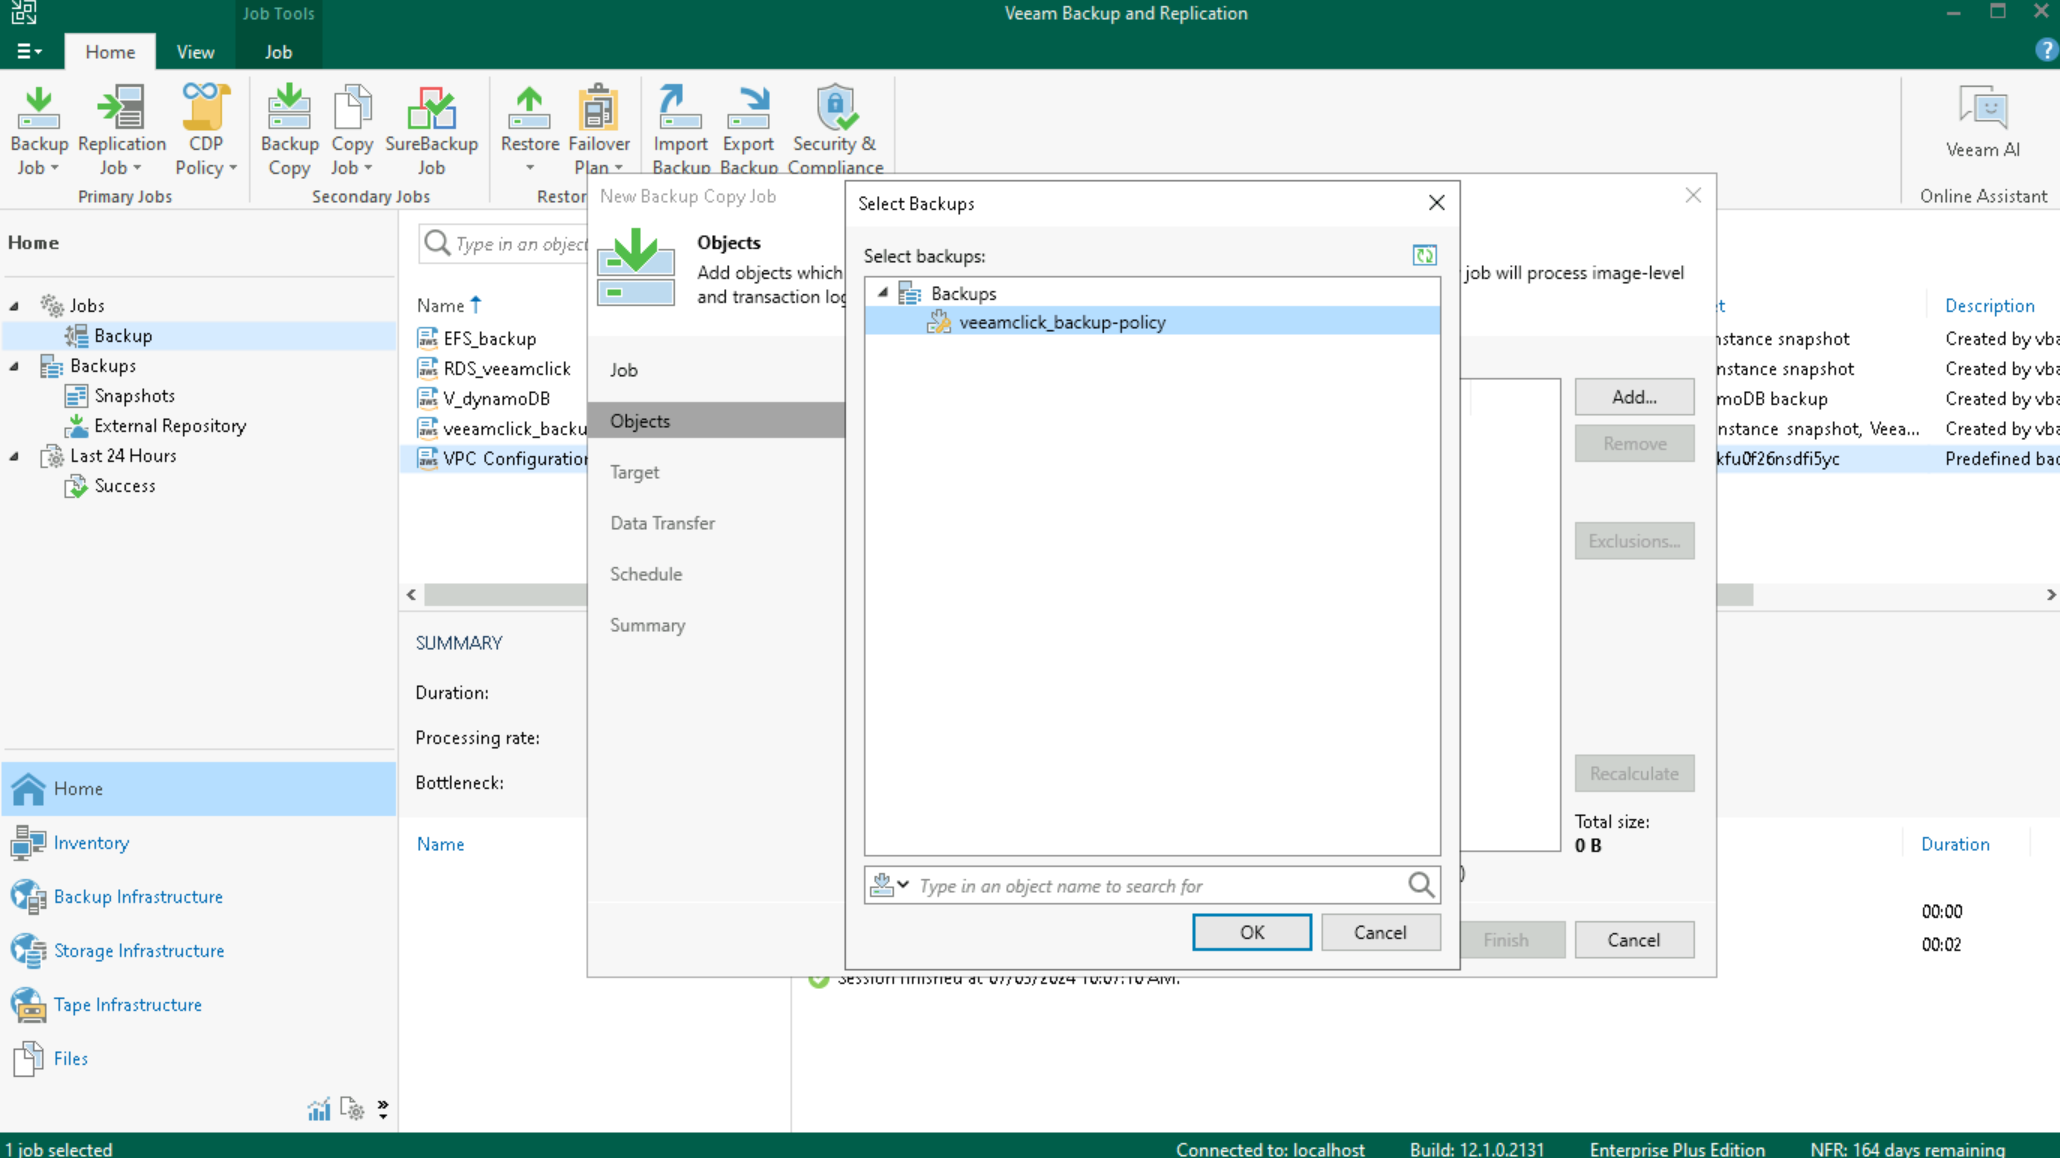 Job Tools
Veeam Backup and Replication
Home
View
Job
Backup Job
Replication Job
CDP Policy
Backup Copy
Copy Job
SureBackup Job
Restore
Failover Plan
Import Backup
Export Backup
Security & Compliance
Veeam AI
Primary Jobs
Secondary Jobs
Restor
Online Assistant
Home
Jobs
Backup
Backups
Snapshots
External Repository
Last 24 Hours
Success
Home
Inventory
Backup Infrastructure
Storage Infrastructure
Tape Infrastructure
Files
Type in an object
Name
EFS_backup
RDS_veeamclick
V_dynamoDB
veeamclick_backu
VPC Configuration
SUMMARY
Duration:
Processing rate:
Bottleneck:
Name
New Backup Copy Job
Objects
Add objects which
and transaction log
job will process image-level
Job
Objects
Target
Data Transfer
Schedule
Summary
Select Backups
Select backups:
Backups
veeamclick_backup-policy
Type in an object name to search for
OK
Cancel
Add...
Remove
Exclusions...
Recalculate
Total size:
0 B
Finish
Cancel
et
Description
nstance snapshot
Created by vba
nstance snapshot
Created by vba
moDB backup
Created by vba
nstance snapshot, Veea...
Created by vba
kfu0f26nsdfi5yc
Predefined bac
Duration
00:00
00:02
Session finished at 07/05/2024 10:07:10 AM.
1 job selected
Connected to: localhost
Build: 12.1.0.2131
Enterprise Plus Edition
NFR: 164 days remaining